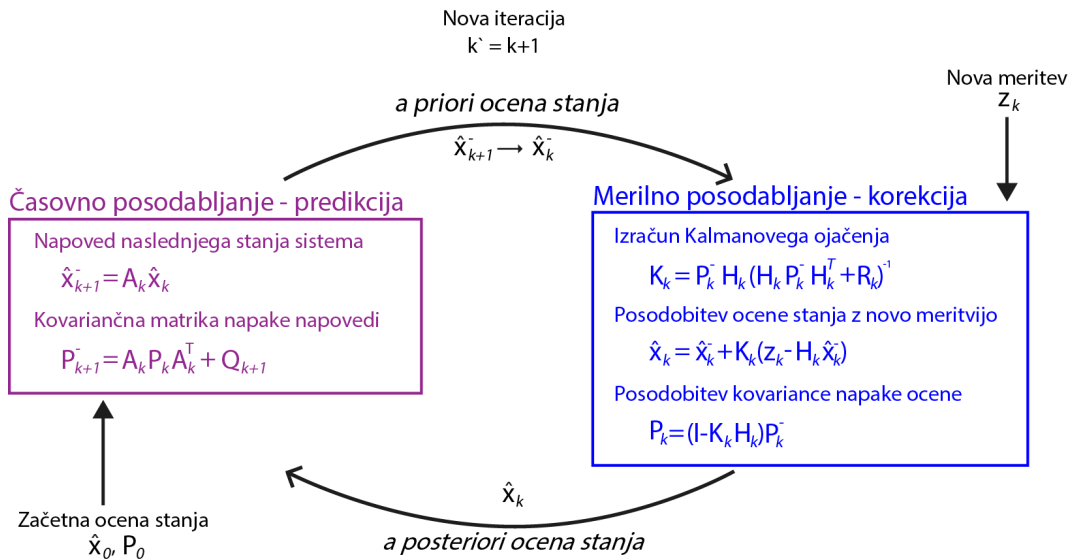 Nova iteracija
k` = k+1
Nova meritev
z_k
a priori ocena stanja
x̂⁻_{k+1} → x̂⁻_k
Časovno posodabljanje - predikcija
Napoved naslednjega stanja sistema
x̂⁻_{k+1} = A_k x̂_k
Kovariančna matrika napake napovedi
P⁻_{k+1} = A_k P_k A_k^T + Q_{k+1}
Merilno posodabljanje - korekcija
Izračun Kalmanovega ojačenja
K_k = P⁻_k H_k (H_k P⁻_k H_k^T + R_k)^{-1}
Posodobitev ocene stanja z novo meritvijo
x̂_k = x̂⁻_k + K_k (z_k - H_k x̂⁻_k)
Posodobitev kovariance napake ocene
P_k = (I - K_k H_k) P⁻_k
Začetna ocena stanja
x̂_0, P_0
x̂_k
a posteriori ocena stanja